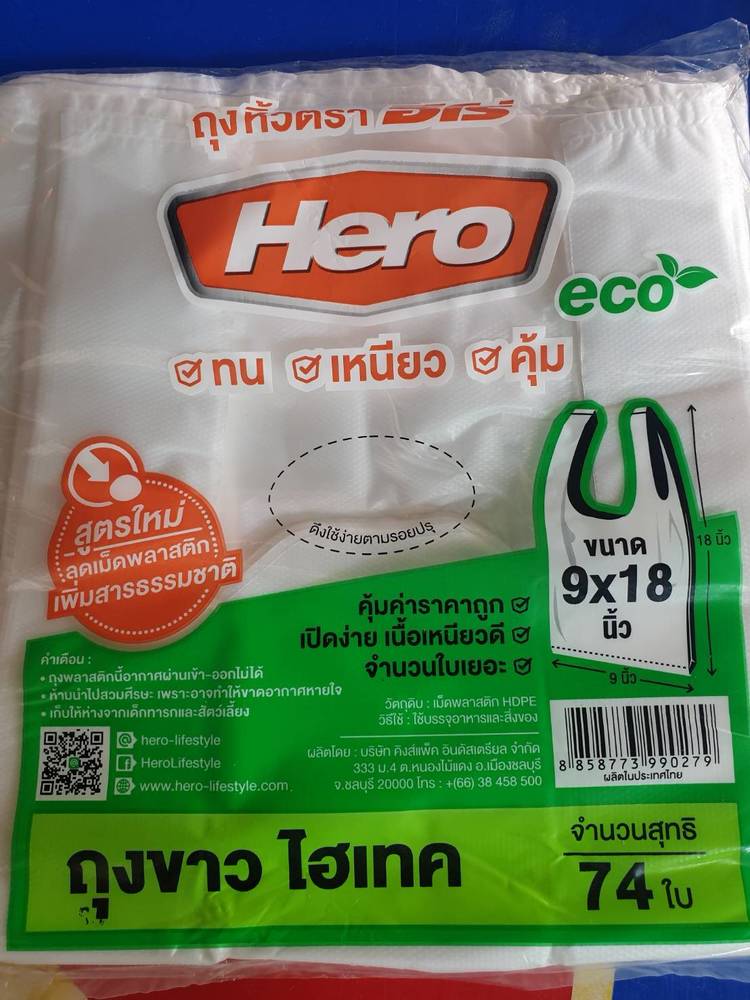 ถุงหิ้วตรา ฮีโร่
Hero
eco
ทน เหนียว คุ้ม
สูตรใหม่
ลดเม็ดพลาสติก
เพิ่มสารธรรมชาติ
ดึงใช้ง่ายตามรอยปรุ
ขนาด
9x18
นิ้ว
18 นิ้ว
9 นิ้ว
คุ้มค่าราคาถูก
เปิดง่าย เนื้อเหนียวดี
จำนวนใบเยอะ
คำเตือน :
• ถุงพลาสติกนี้อากาศผ่านเข้า-ออกไม่ได้
• ห้ามนำไปสวมศีรษะ เพราะอาจทำให้ขาดอากาศหายใจ
• เก็บให้ห่างจากเด็กทารกและสัตว์เลี้ยง
วัตถุดิบ : เม็ดพลาสติก HDPE
วิธีใช้ : ใช้บรรจุอาหารและสิ่งของ
hero-lifestyle
HeroLifestyle
www.hero-lifestyle.com
ผลิตโดย : บริษัท คิงส์แพ็ค อินดัสเตรียล จำกัด
333 ม.4 ต.หนองไม้แดง อ.เมืองชลบุรี
จ.ชลบุรี 20000 โทร : +(66) 38 458 500
8 858773 990279
ผลิตในประเทศไทย
ถุงขาว ไฮเทค
จำนวนสุทธิ
74 ใบ